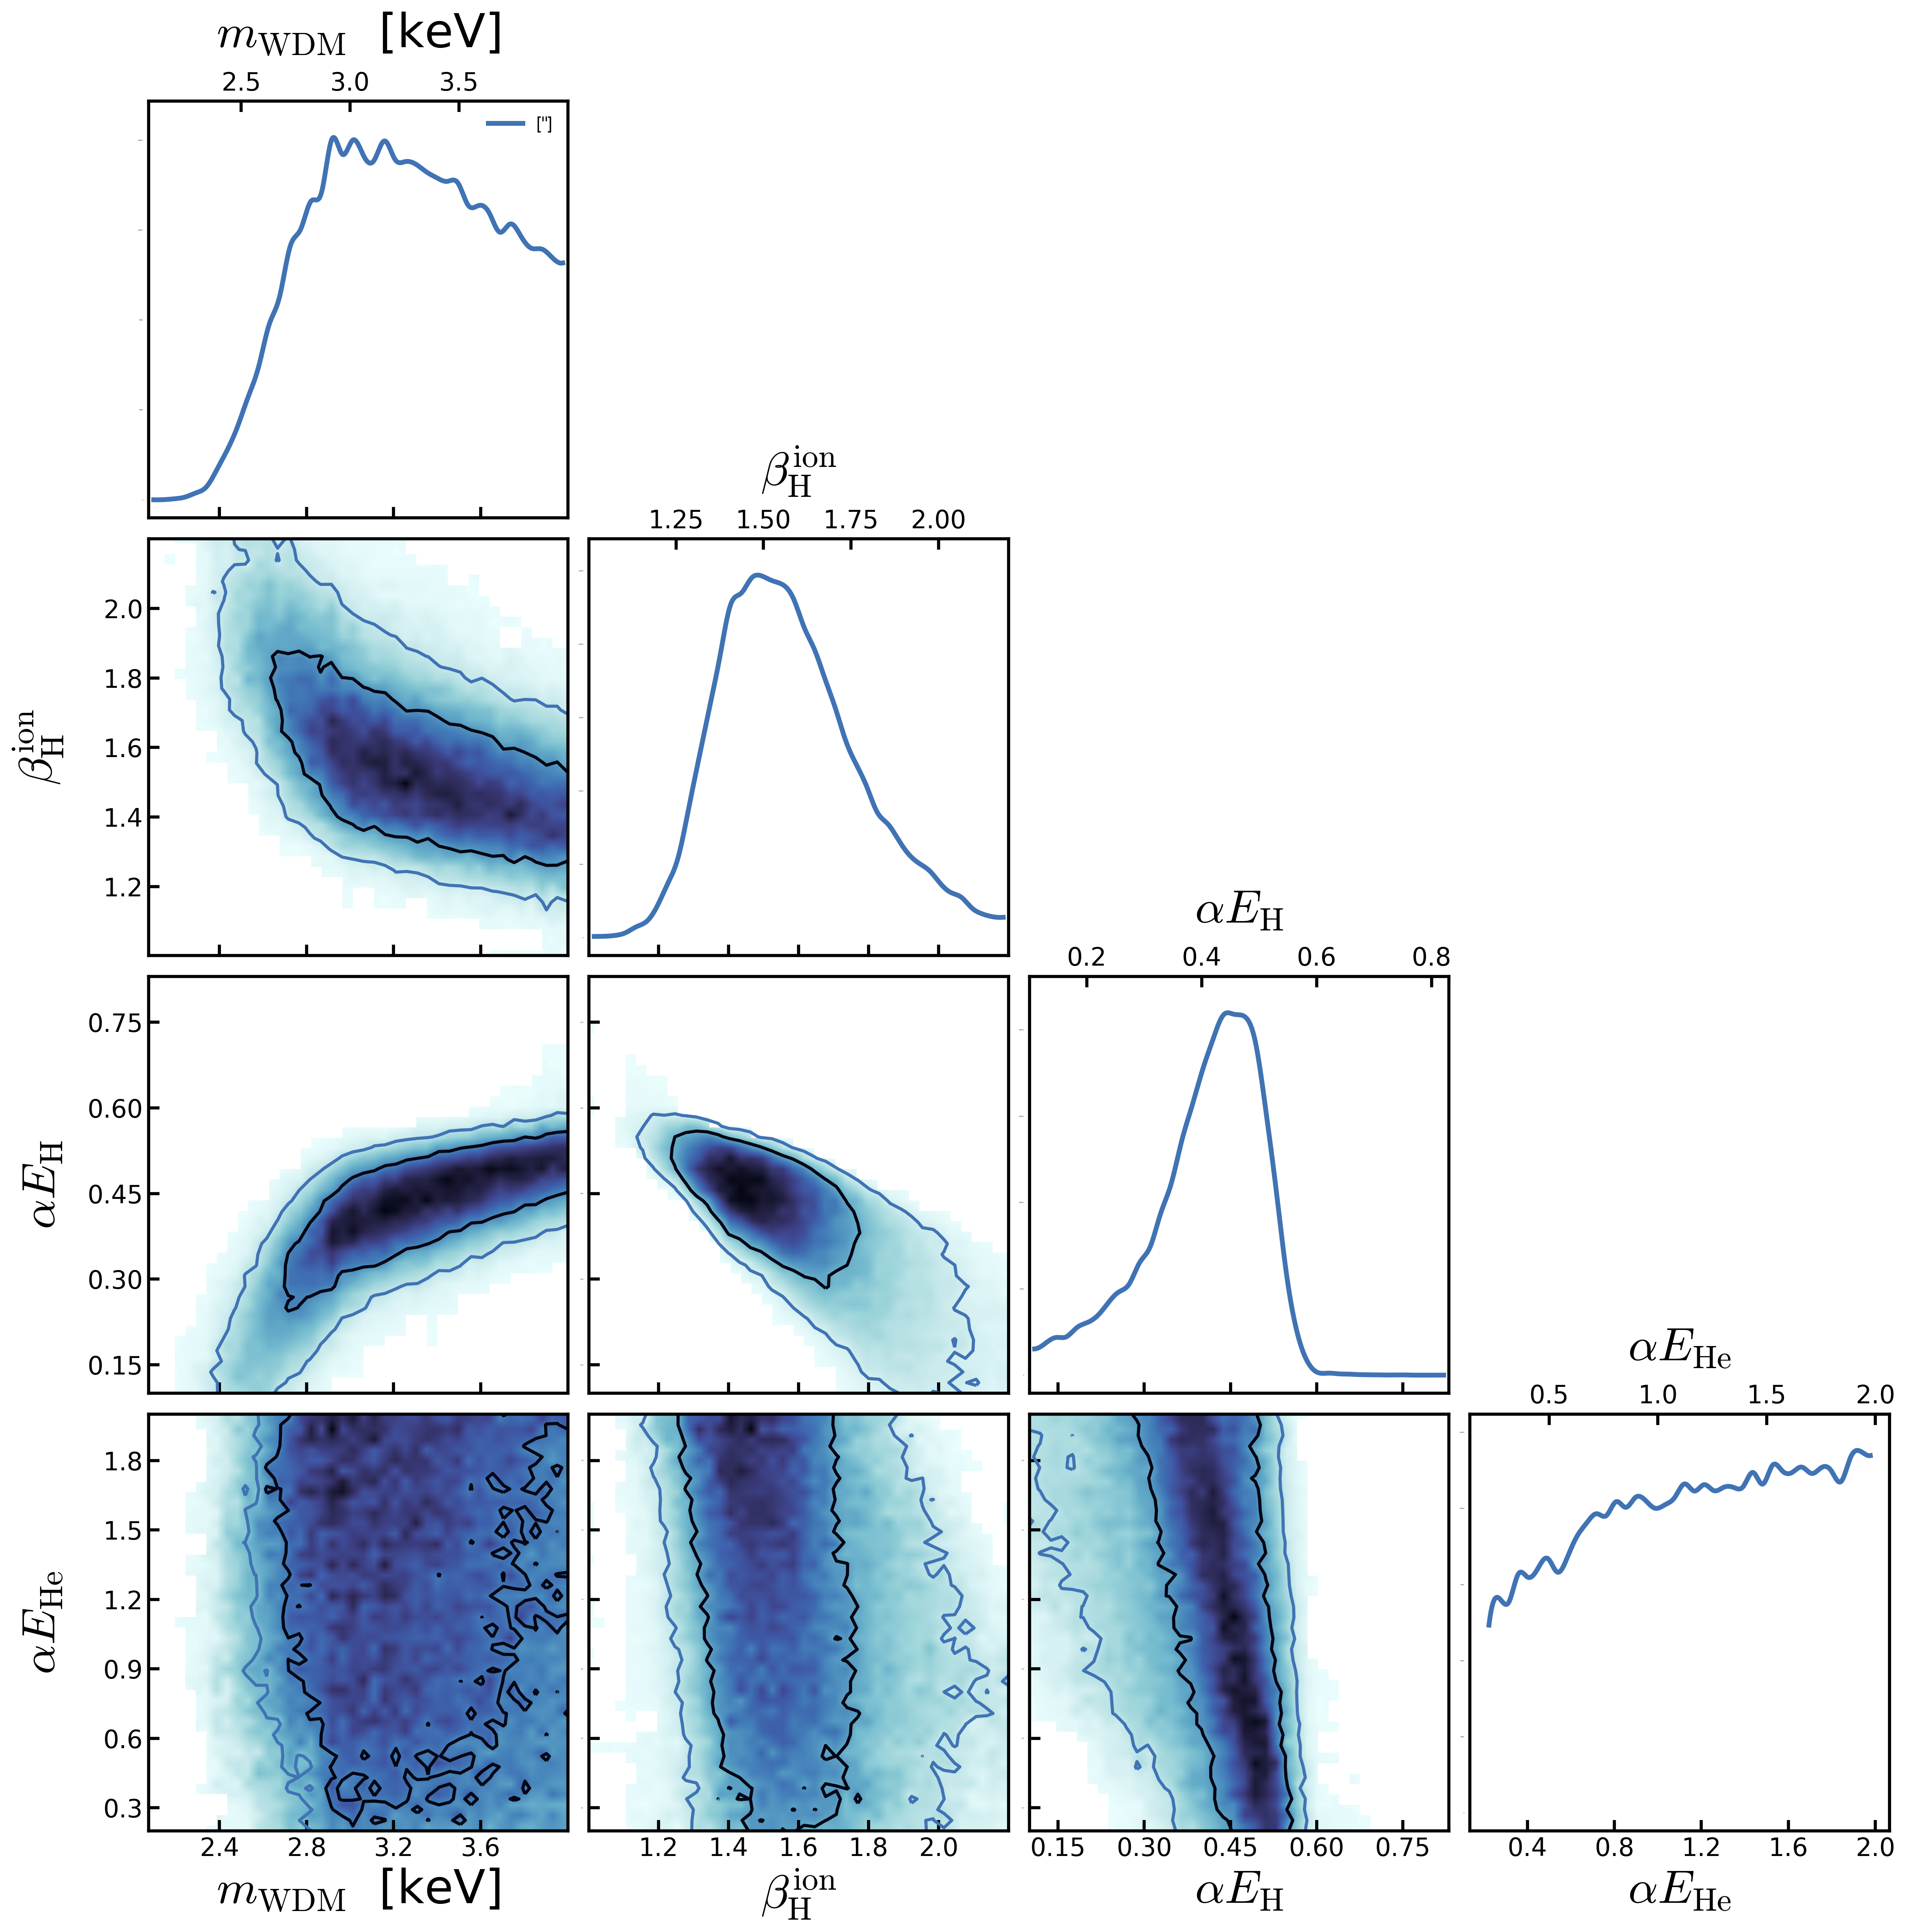 m_WDM [keV]
2.5 3.0 3.5
["]
β_H^ion
1.25 1.50 1.75 2.00
2.0
1.8
1.6
1.4
1.2
β_H^ion
αE_H
0.2 0.4 0.6 0.8
0.75
0.60
0.45
0.30
0.15
αE_H
αE_He
0.5 1.0 1.5 2.0
1.8
1.5
1.2
0.9
0.6
0.3
αE_He
2.4 2.8 3.2 3.6 1.2 1.4 1.6 1.8 2.0 0.15 0.30 0.45 0.60 0.75 0.4 0.8 1.2 1.6 2.0
m_WDM [keV] β_H^ion αE_H αE_He